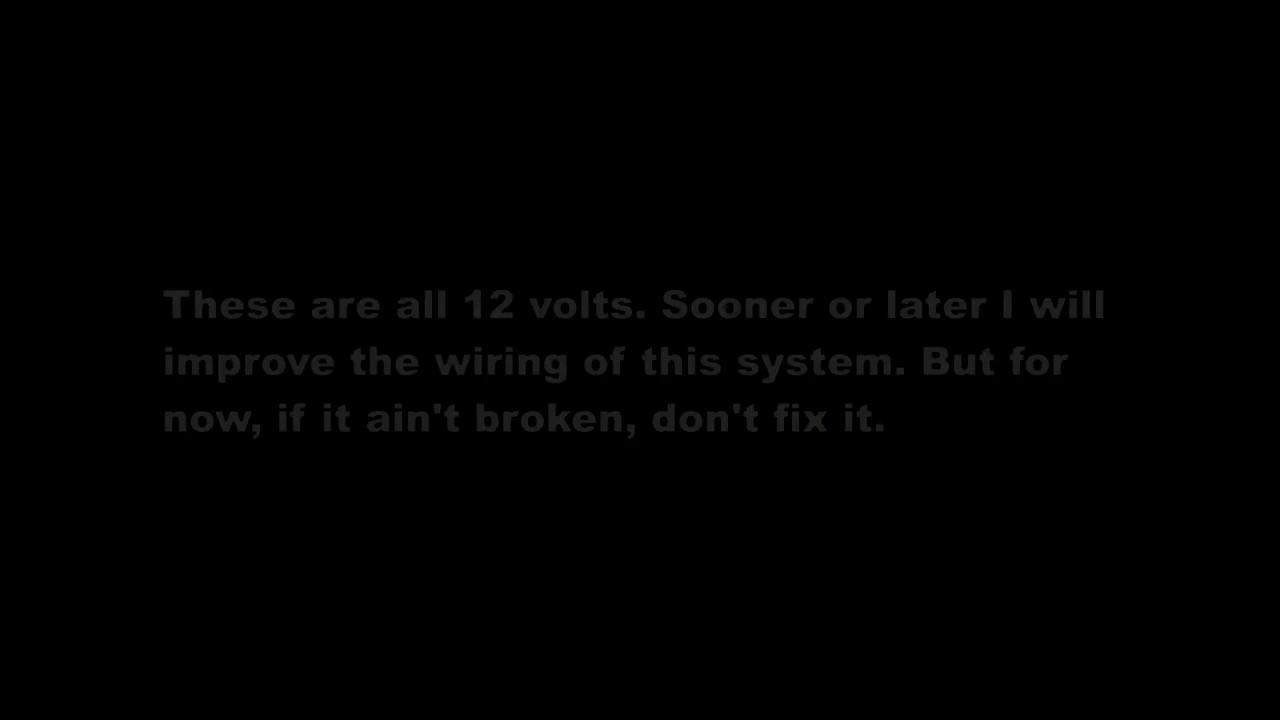 These are all 12 volts. Sooner or later I will
improve the wiring of this system. But for
now, if it ain't broken, don't fix it.